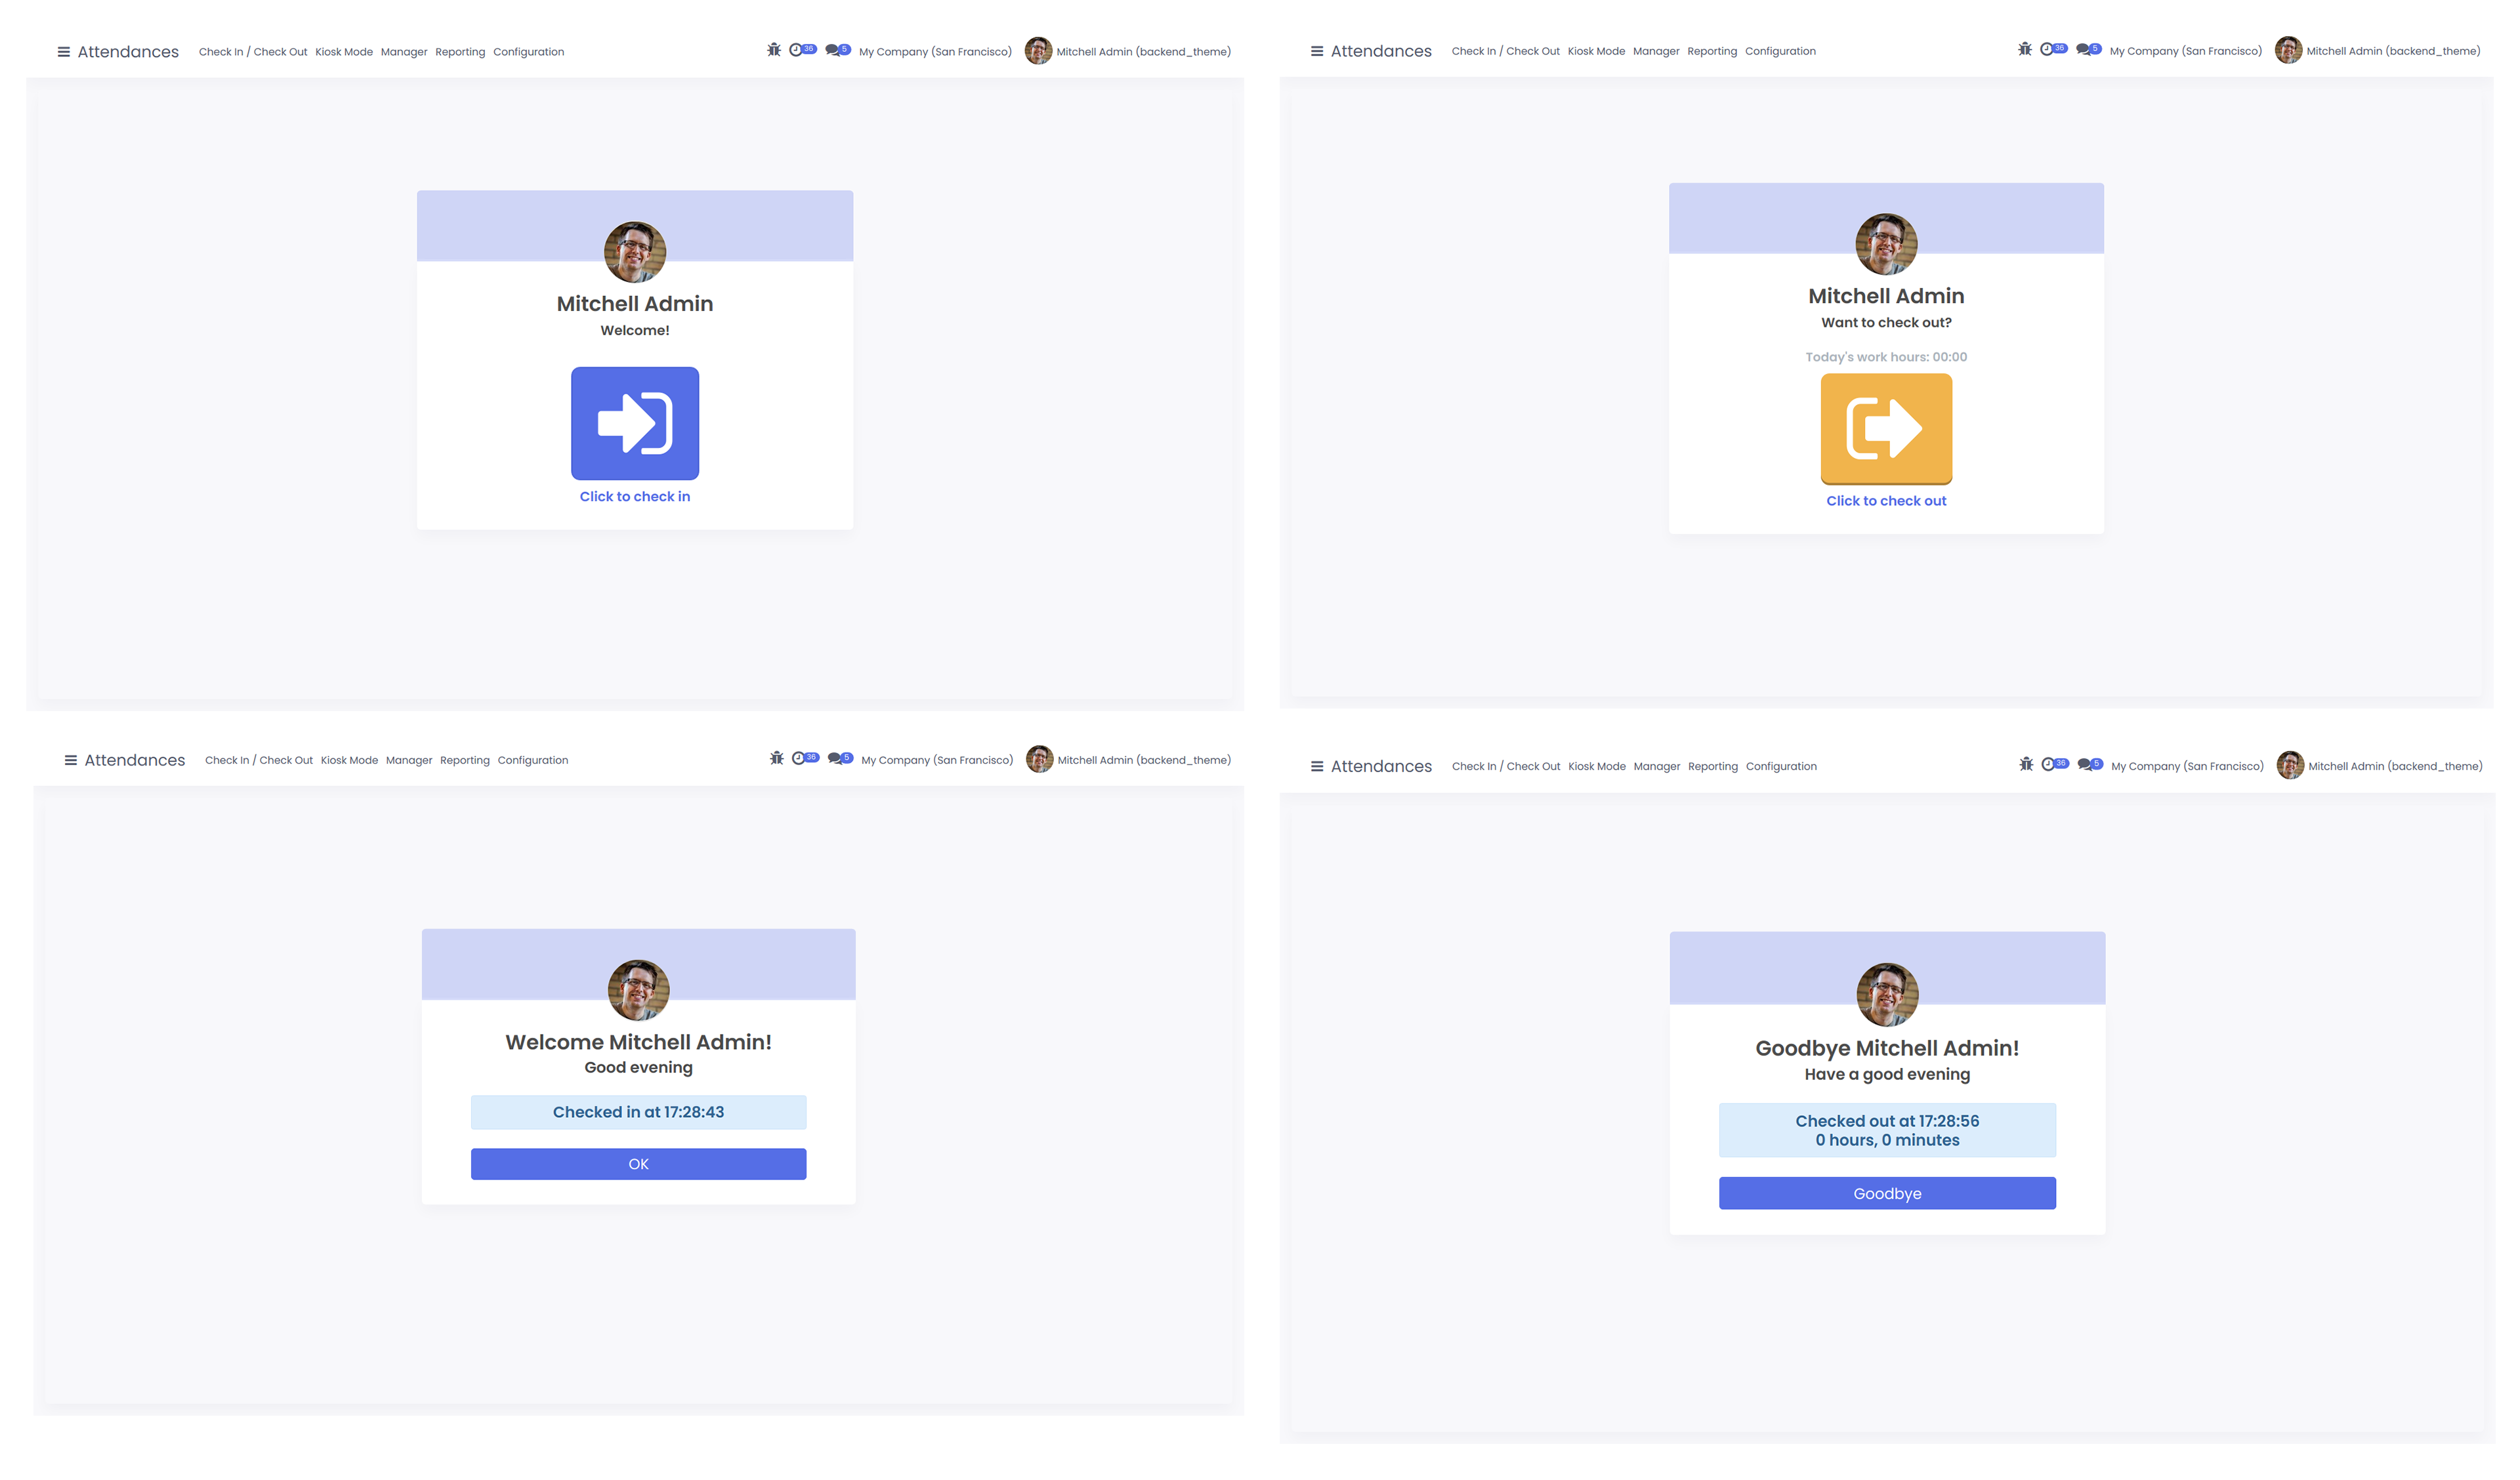 Attendances Check In / Check Out Kiosk Mode Manager Reporting Configuration 36 5 My Company (San Francisco) Mitchell Admin (backend_theme)
Mitchell Admin
Welcome!
Click to check in
Attendances Check In / Check Out Kiosk Mode Manager Reporting Configuration 36 5 My Company (San Francisco) Mitchell Admin (backend_theme)
Mitchell Admin
Want to check out?
Today's work hours: 00:00
Click to check out
Attendances Check In / Check Out Kiosk Mode Manager Reporting Configuration 36 5 My Company (San Francisco) Mitchell Admin (backend_theme)
Welcome Mitchell Admin!
Good evening
Checked in at 17:28:43
OK
Attendances Check In / Check Out Kiosk Mode Manager Reporting Configuration 36 5 My Company (San Francisco) Mitchell Admin (backend_theme)
Goodbye Mitchell Admin!
Have a good evening
Checked out at 17:28:56
0 hours, 0 minutes
Goodbye